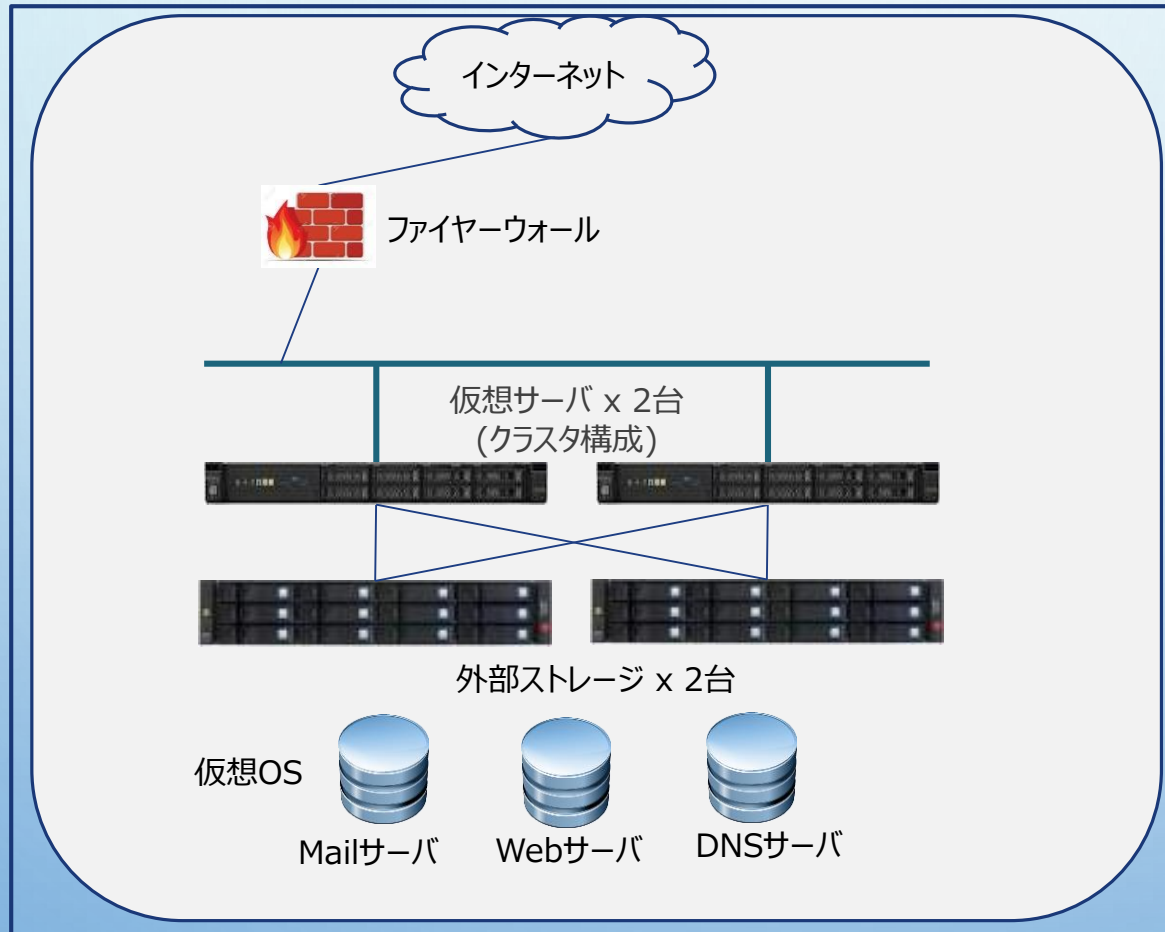 インターネット
ファイヤーウォール
仮想サーバ x 2台
(クラスタ構成)
外部ストレージ x 2台
仮想OS
Mailサーバ
Webサーバ
DNSサーバ